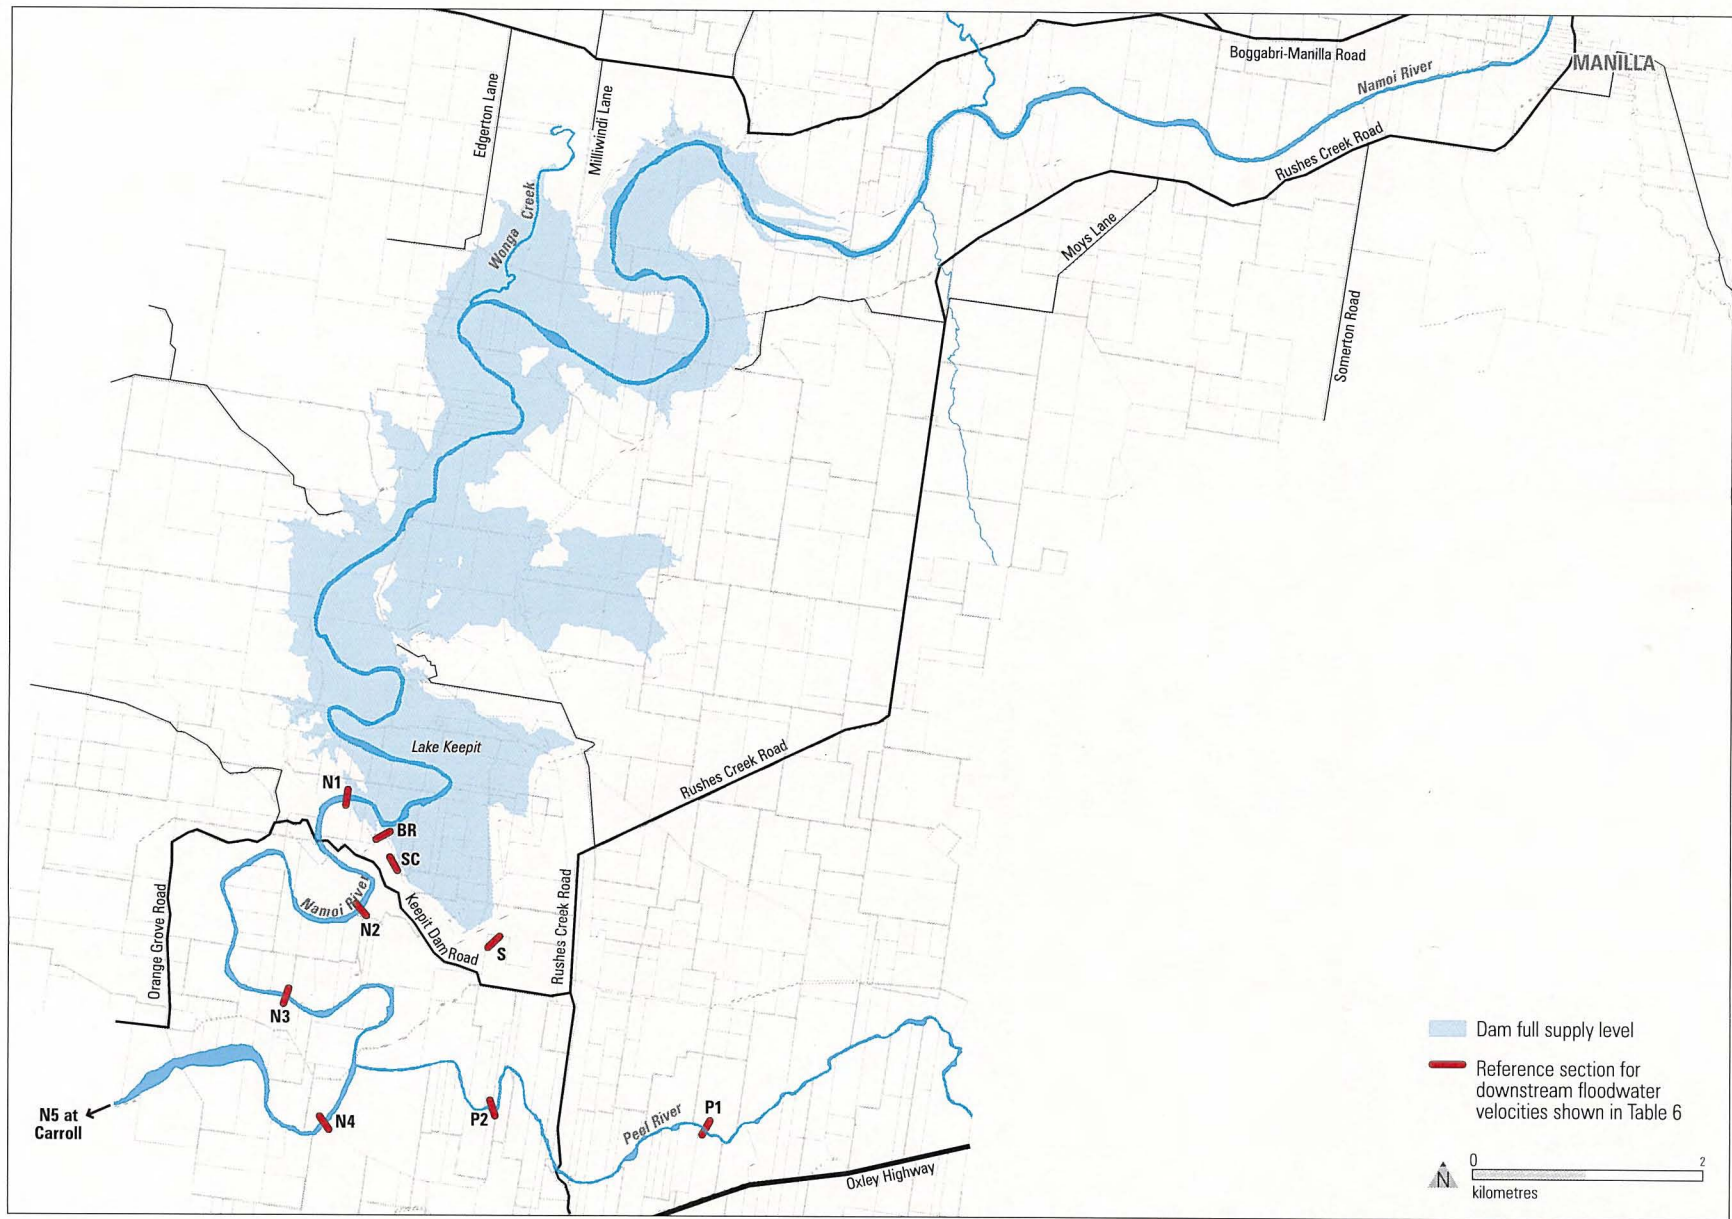 Boggabri-Manilla Road
MANILLA
Namoi River
Edgerton Lane
Milliwindi Lane
Rushes Creek Road
Wonga Creek
Moys Lane
Somerton Road
Lake Keepit
Rushes Creek Road
N1
BR
SC
Orange Grove Road
Namoi River
N2
Keepit Dam Road
S
Rushes Creek Road
N3
N5 at
Carroll
N4
P2
P1
Peel River
Oxley Highway
Dam full supply level
Reference section for
downstream floodwater
velocities shown in Table 6
N
0 2
kilometres